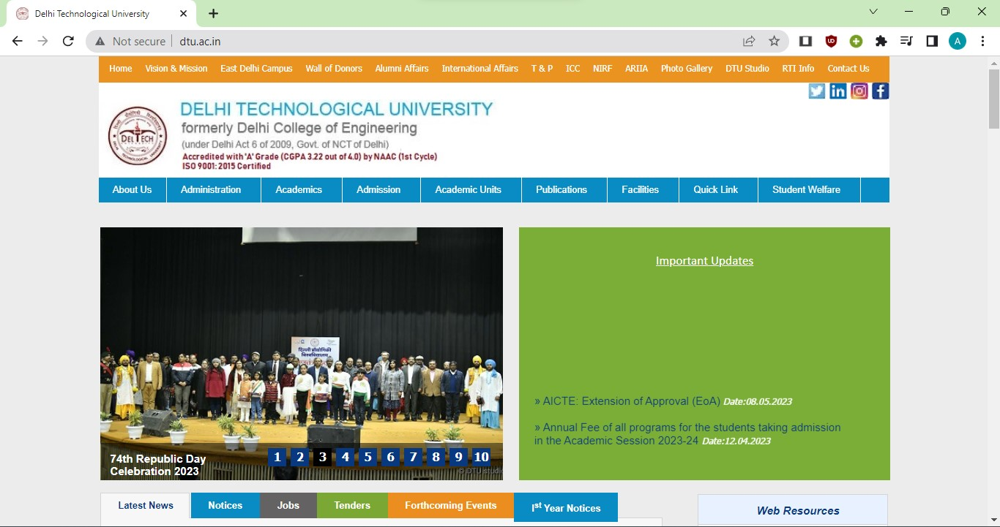 Delhi Technological University
Not secure
dtu.ac.in
A
Home Vision & Mission East Delhi Campus Wall of Donors Alumni Affairs International Affairs T & P ICC NIRF ARIIA Photo Gallery DTU Studio RTI Info Contact Us
DELTECH
DELHI TECHNOLOGICAL UNIVERSITY
formerly Delhi College of Engineering
(under Delhi Act 6 of 2009, Govt. of NCT of Delhi)
Accredited with 'A' Grade (CGPA 3.22 out of 4.0) by NAAC (1st Cycle)
ISO 9001: 2015 Certified
About Us Administration Academics Admission Academic Units Publications Facilities Quick Link Student Welfare
दिल्ली प्रौद्योगिकी
विश्वविद्यालय
74th Republic Day
Celebration 2023
1 2 3 4 5 6 7 8 9 10
© DTU studio
Important Updates
» AICTE: Extension of Approval (EoA) Date:08.05.2023
» Annual Fee of all programs for the students taking admission
in the Academic Session 2023-24 Date:12.04.2023
Latest News Notices Jobs Tenders Forthcoming Events Ist Year Notices
Web Resources